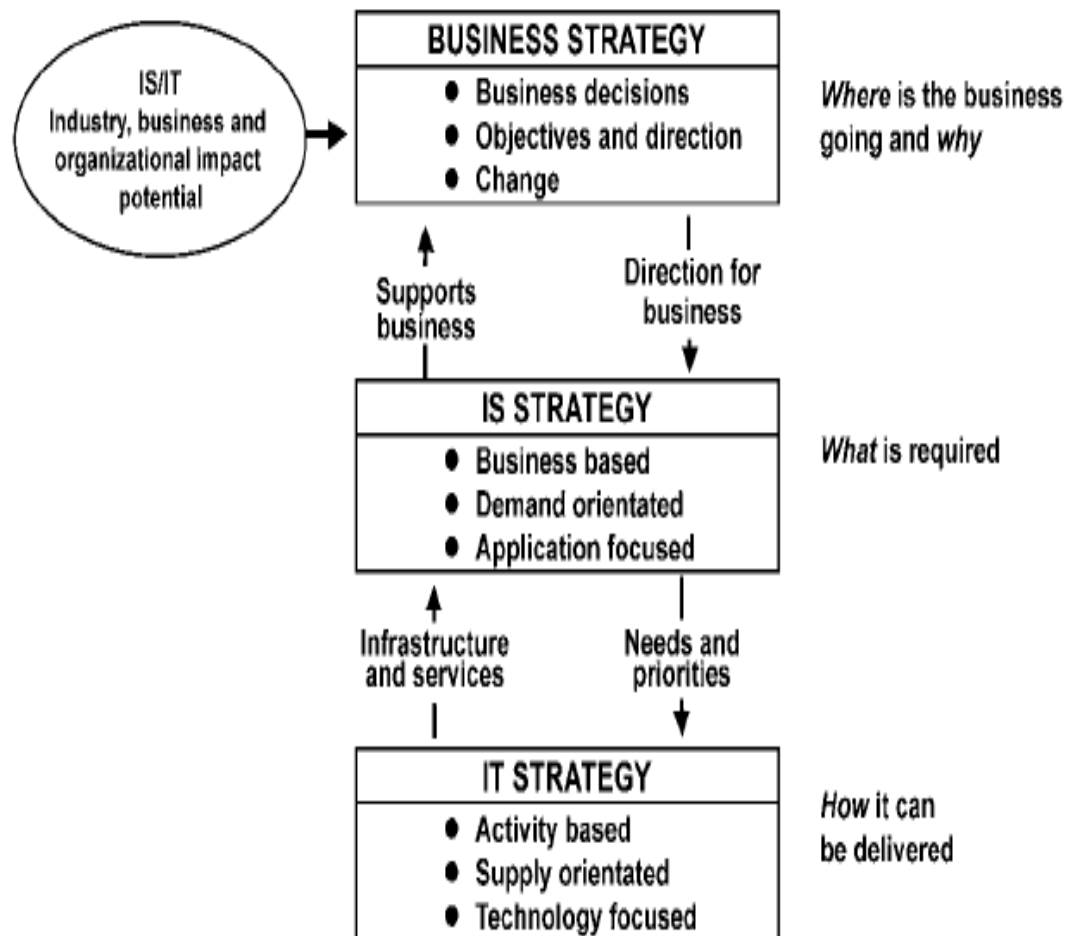 IS/IT
Industry, business and
organizational impact
potential
BUSINESS STRATEGY
● Business decisions
● Objectives and direction
● Change
Where is the business
going and why
Supports
business
Direction for
business
IS STRATEGY
● Business based
● Demand orientated
● Application focused
What is required
Infrastructure
and services
Needs and
priorities
IT STRATEGY
● Activity based
● Supply orientated
● Technology focused
How it can
be delivered